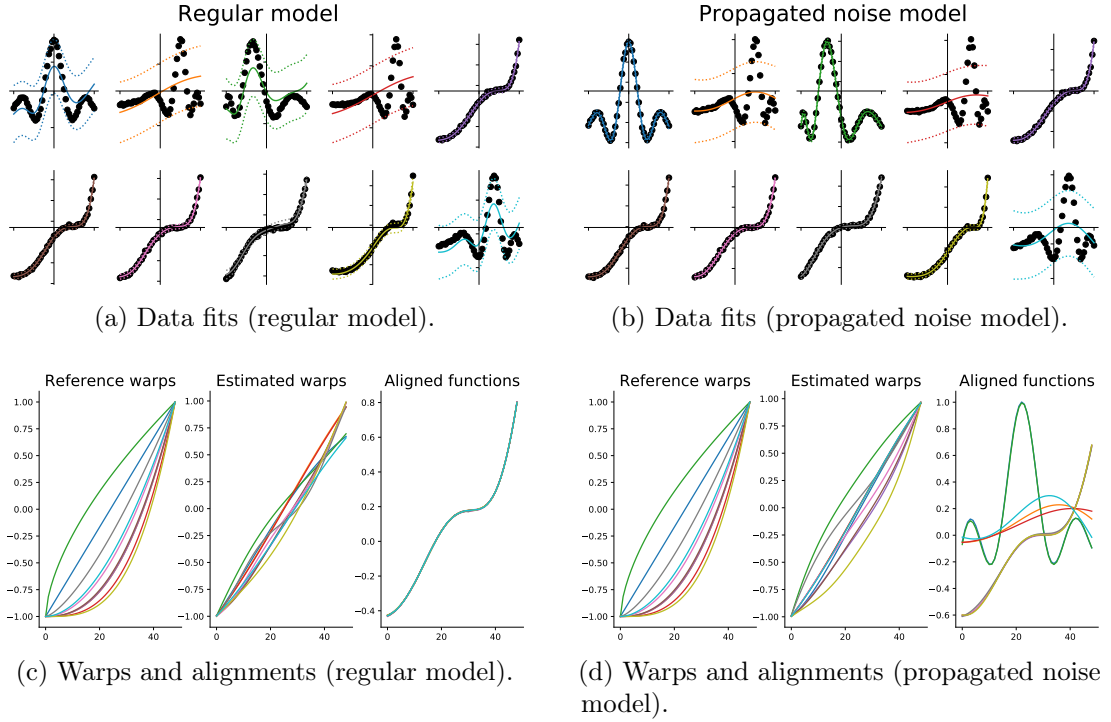 Regular model
Propagated noise model
(a) Data fits (regular model).
(b) Data fits (propagated noise model).
Reference warps
Estimated warps
Aligned functions
1.00
0.75
0.50
0.25
0.00
−0.25
−0.50
−0.75
−1.00
0 20 40
1.00
0.75
0.50
0.25
0.00
−0.25
−0.50
−0.75
−1.00
0 20 40
0.8
0.6
0.4
0.2
0.0
−0.2
−0.4
0 20 40
Reference warps
Estimated warps
Aligned functions
1.00
0.75
0.50
0.25
0.00
−0.25
−0.50
−0.75
−1.00
0 20 40
1.00
0.75
0.50
0.25
0.00
−0.25
−0.50
−0.75
−1.00
0 20 40
1.0
0.8
0.6
0.4
0.2
0.0
−0.2
−0.4
−0.6
0 20 40
(c) Warps and alignments (regular model).
(d) Warps and alignments (propagated noise
model).